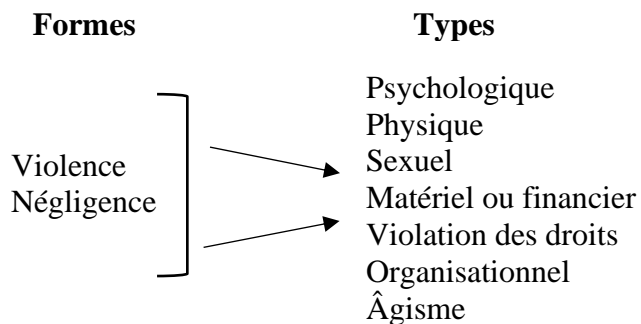 Formes
Types
Violence
Négligence
Psychologique
Physique
Sexuel
Matériel ou financier
Violation des droits
Organisationnel
Âgisme